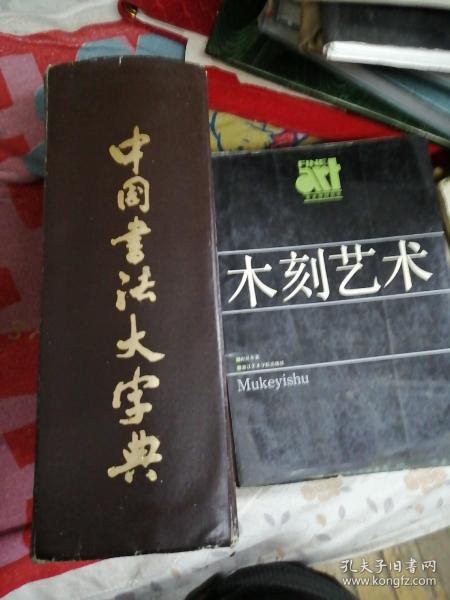 中国书法大字典
FINE
art
木刻艺术
Mukeyishu
孔夫子旧书网
www.kongfz.com